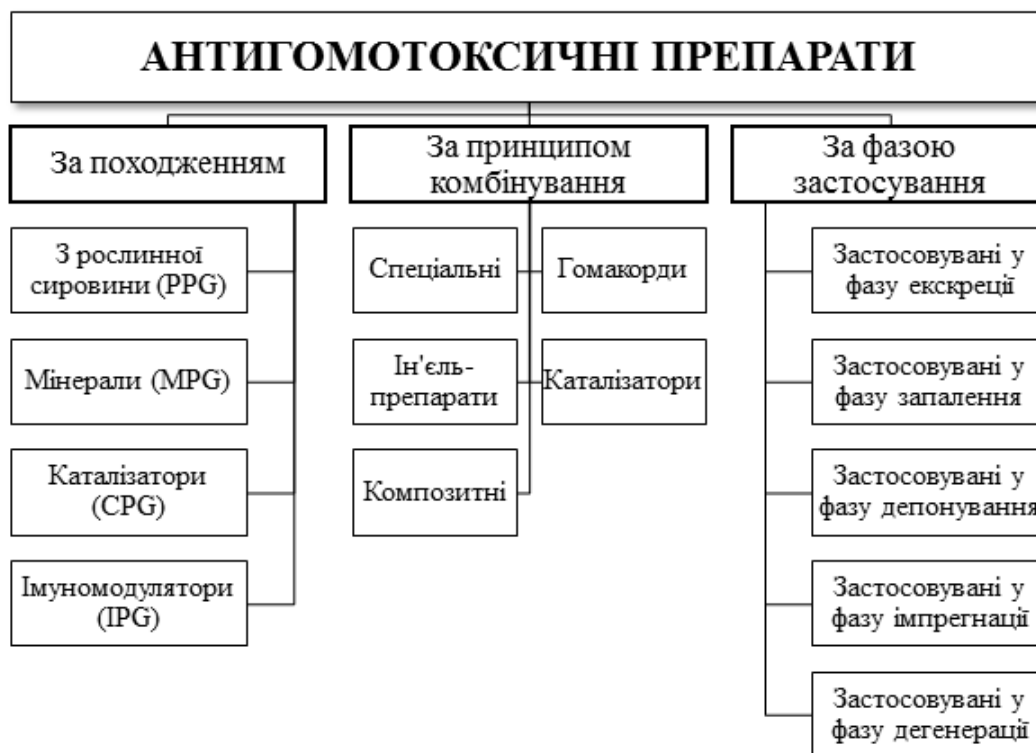 АНТИГОМОТОКСИЧНІ ПРЕПАРАТИ
За походженням
З рослинної
сировини (PPG)
Мінерали (MPG)
Каталізатори
(CPG)
Імуномодулятори
(IPG)
За принципом
комбінування
Спеціальні
Гомакорди
Ін'єль-
препарати
Каталізатори
Композитні
За фазою
застосування
Застосовувані у
фазу екскреції
Застосовувані у
фазу запалення
Застосовувані у
фазу депонування
Застосовувані у
фазу імпрегнації
Застосовувані у
фазу дегенерації